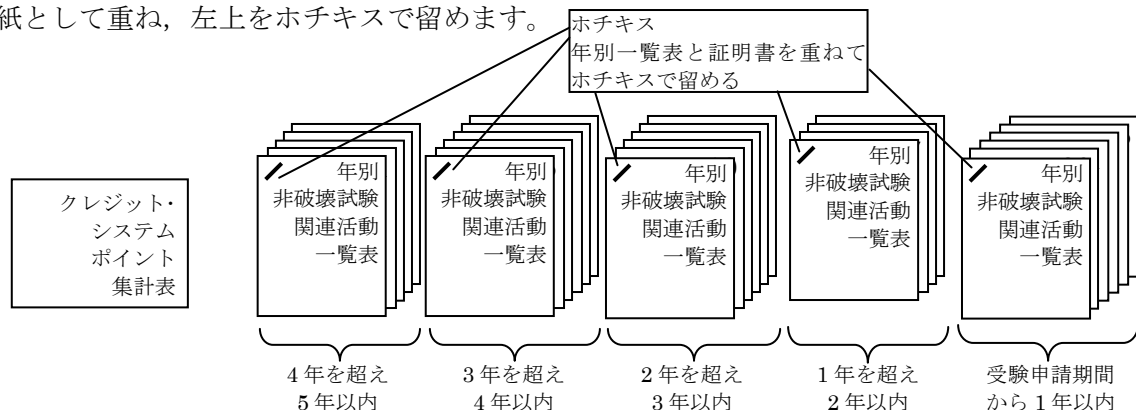 紙として重ね，左上をホチキスで留めます。
ホチキス
年別一覧表と証明書を重ねて
ホチキスで留める
クレジット・
システム
ポイント
集計表
年別
非破壊試験
関連活動
一覧表
年別
非破壊試験
関連活動
一覧表
年別
非破壊試験
関連活動
一覧表
年別
非破壊試験
関連活動
一覧表
年別
非破壊試験
関連活動
一覧表
4年を超え
5年以内
3年を超え
4年以内
2年を超え
3年以内
1年を超え
2年以内
受験申請期間
から1年以内